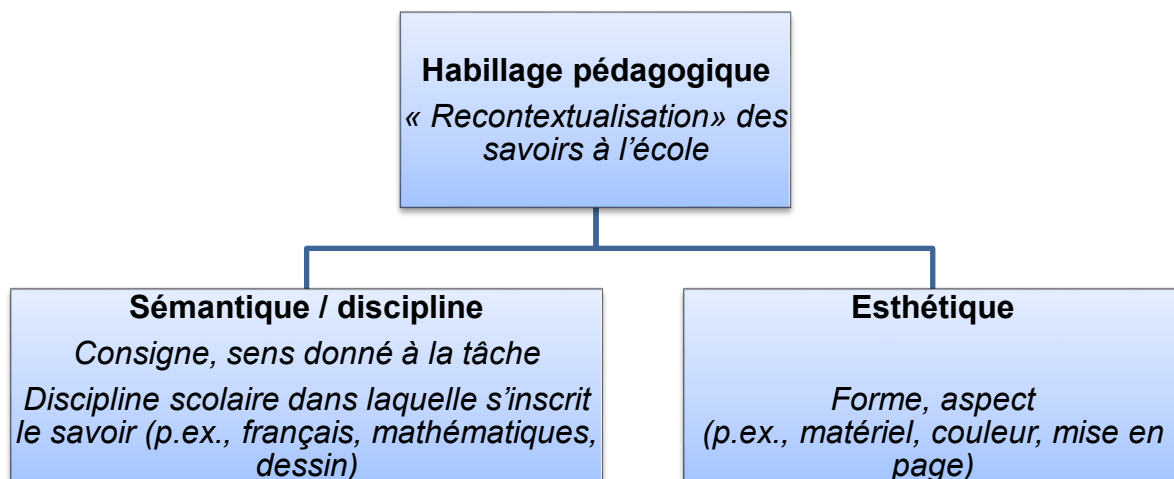 Habillage pédagogique
« Recontextualisation» des
savoirs à l’école
Sémantique / discipline
Consigne, sens donné à la tâche
Discipline scolaire dans laquelle s’inscrit
le savoir (p.ex., français, mathématiques,
dessin)
Esthétique
Forme, aspect
(p.ex., matériel, couleur, mise en
page)